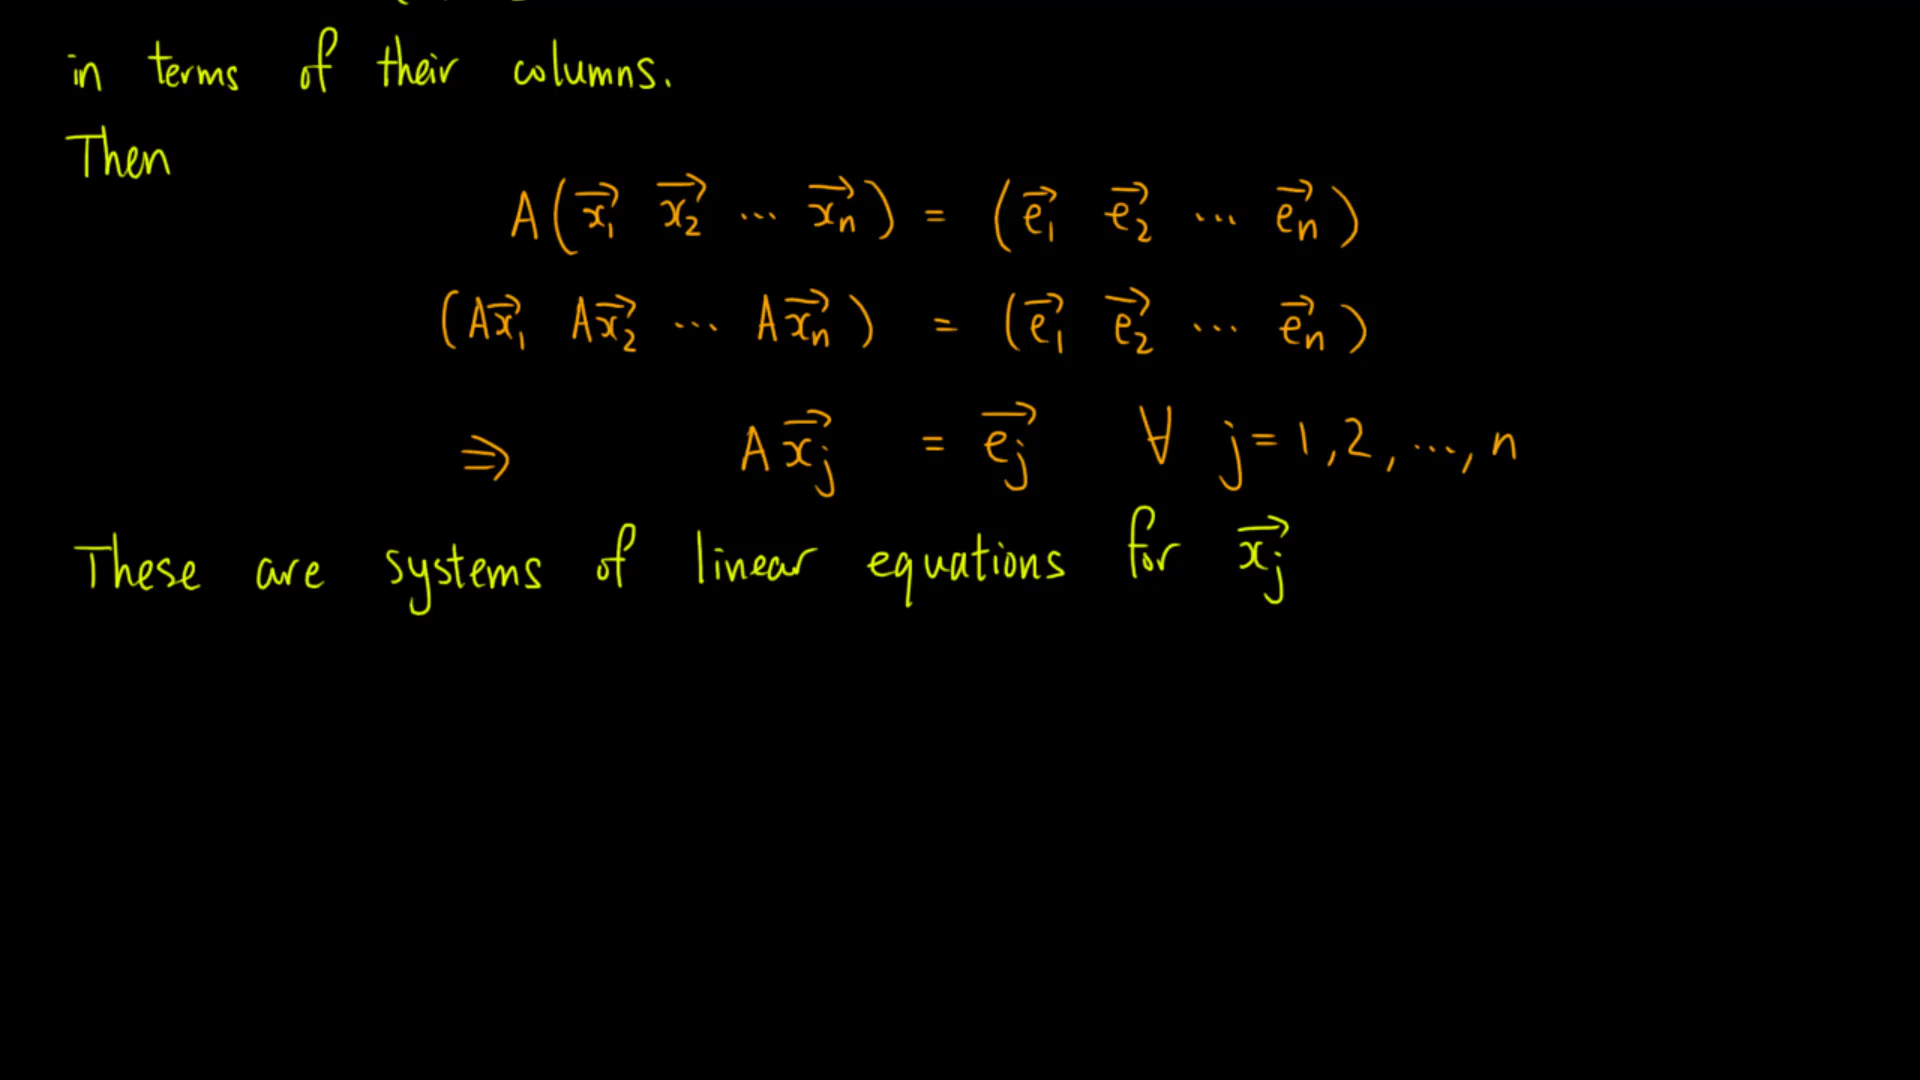 in terms of their columns.
Then
A(x⃗₁ x⃗₂ ... x⃗ₙ) = (e⃗₁ e⃗₂ ... e⃗ₙ)
(Ax⃗₁ Ax⃗₂ ... Ax⃗ₙ) = (e⃗₁ e⃗₂ ... e⃗ₙ)
⇒ Ax⃗ⱼ = e⃗ⱼ ∀ j = 1, 2, ..., n
These are systems of linear equations for x⃗ⱼ